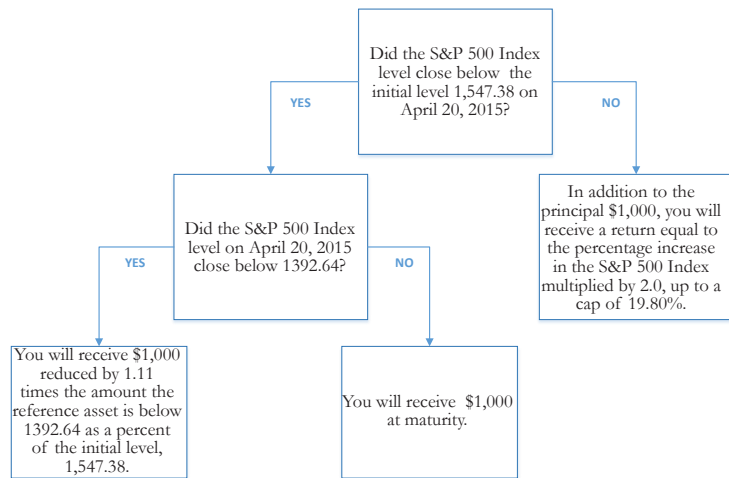 Did the S&P 500 Index
level close below the
initial level 1,547.38 on
April 20, 2015?
YES
NO
Did the S&P 500 Index
level on April 20, 2015
close below 1392.64?
In addition to the
principal $1,000, you will
receive a return equal to
the percentage increase
in the S&P 500 Index
multiplied by 2.0, up to a
cap of 19.80%.
YES
NO
You will receive $1,000
reduced by 1.11
times the amount the
reference asset is below
1392.64 as a percent
of the initial level,
1,547.38.
You will receive $1,000
at maturity.